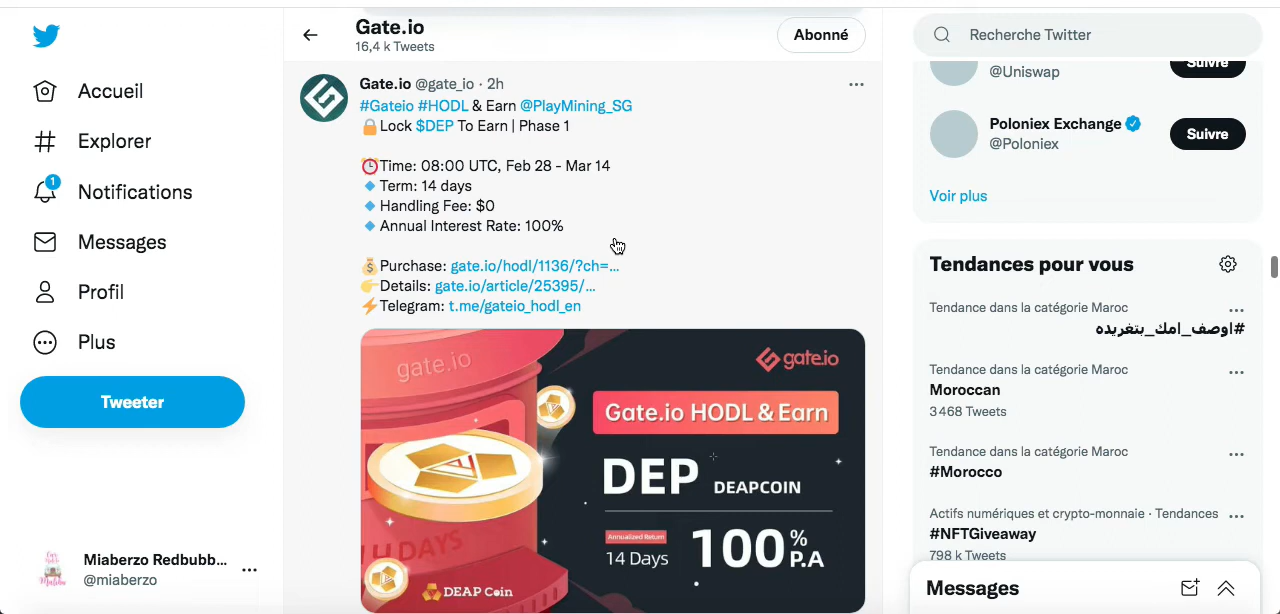 Accueil
Explorer
1
Notifications
Messages
Profil
Plus
Tweeter
Miaberzo Redbubb...
@miaberzo
Gate.io
16,4 k Tweets
Abonné
Gate.io @gate_io · 2h
#Gateio #HODL & Earn @PlayMining_SG
🔒Lock $DEP To Earn | Phase 1
⏰Time: 08:00 UTC, Feb 28 - Mar 14
🔹Term: 14 days
🔹Handling Fee: $0
🔹Annual Interest Rate: 100%
💰Purchase: gate.io/hodl/1136/?ch=...
👉Details: gate.io/article/25395/...
⚡Telegram: t.me/gateio_hodl_en
gate.io
gate.io
Gate.io HODL & Earn
DEP DEAPCOIN
Annualized Return
14 Days
100% P.A
14 DAYS
DEAP Coin
Recherche Twitter
Suivre
@Uniswap
Poloniex Exchange
@Poloniex
Suivre
Voir plus
Tendances pour vous
Tendance dans la catégorie Maroc
#اوصف_امك_بتغريده
Tendance dans la catégorie Maroc
Moroccan
3 468 Tweets
Tendance dans la catégorie Maroc
#Morocco
Actifs numériques et crypto-monnaie · Tendances
#NFTGiveaway
798 k Tweets
Messages